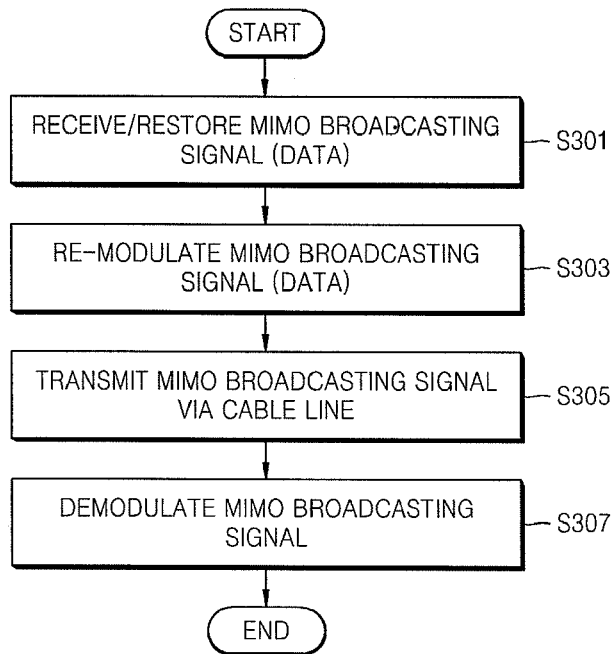 START
RECEIVE/RESTORE MIMO BROADCASTING
SIGNAL (DATA)
S301
RE-MODULATE MIMO BROADCASTING
SIGNAL (DATA)
S303
TRANSMIT MIMO BROADCASTING SIGNAL
VIA CABLE LINE
S305
DEMODULATE MIMO BROADCASTING
SIGNAL
S307
END